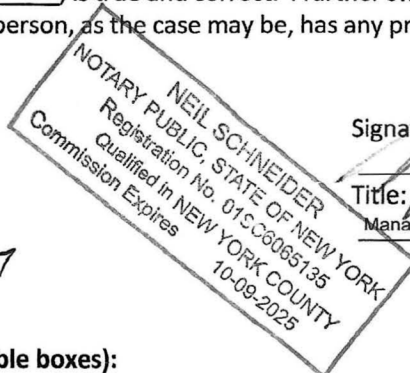 is true and correct. I further
person, as the case may be, has any pr
NEIL SCHNEIDER
NOTARY PUBLIC, STATE OF NEW YORK
Registration No. 01SC6065135
Qualified in NEW YORK COUNTY
Commission Expires 10-09-2025
Signa
Title:
Mana
ble boxes):